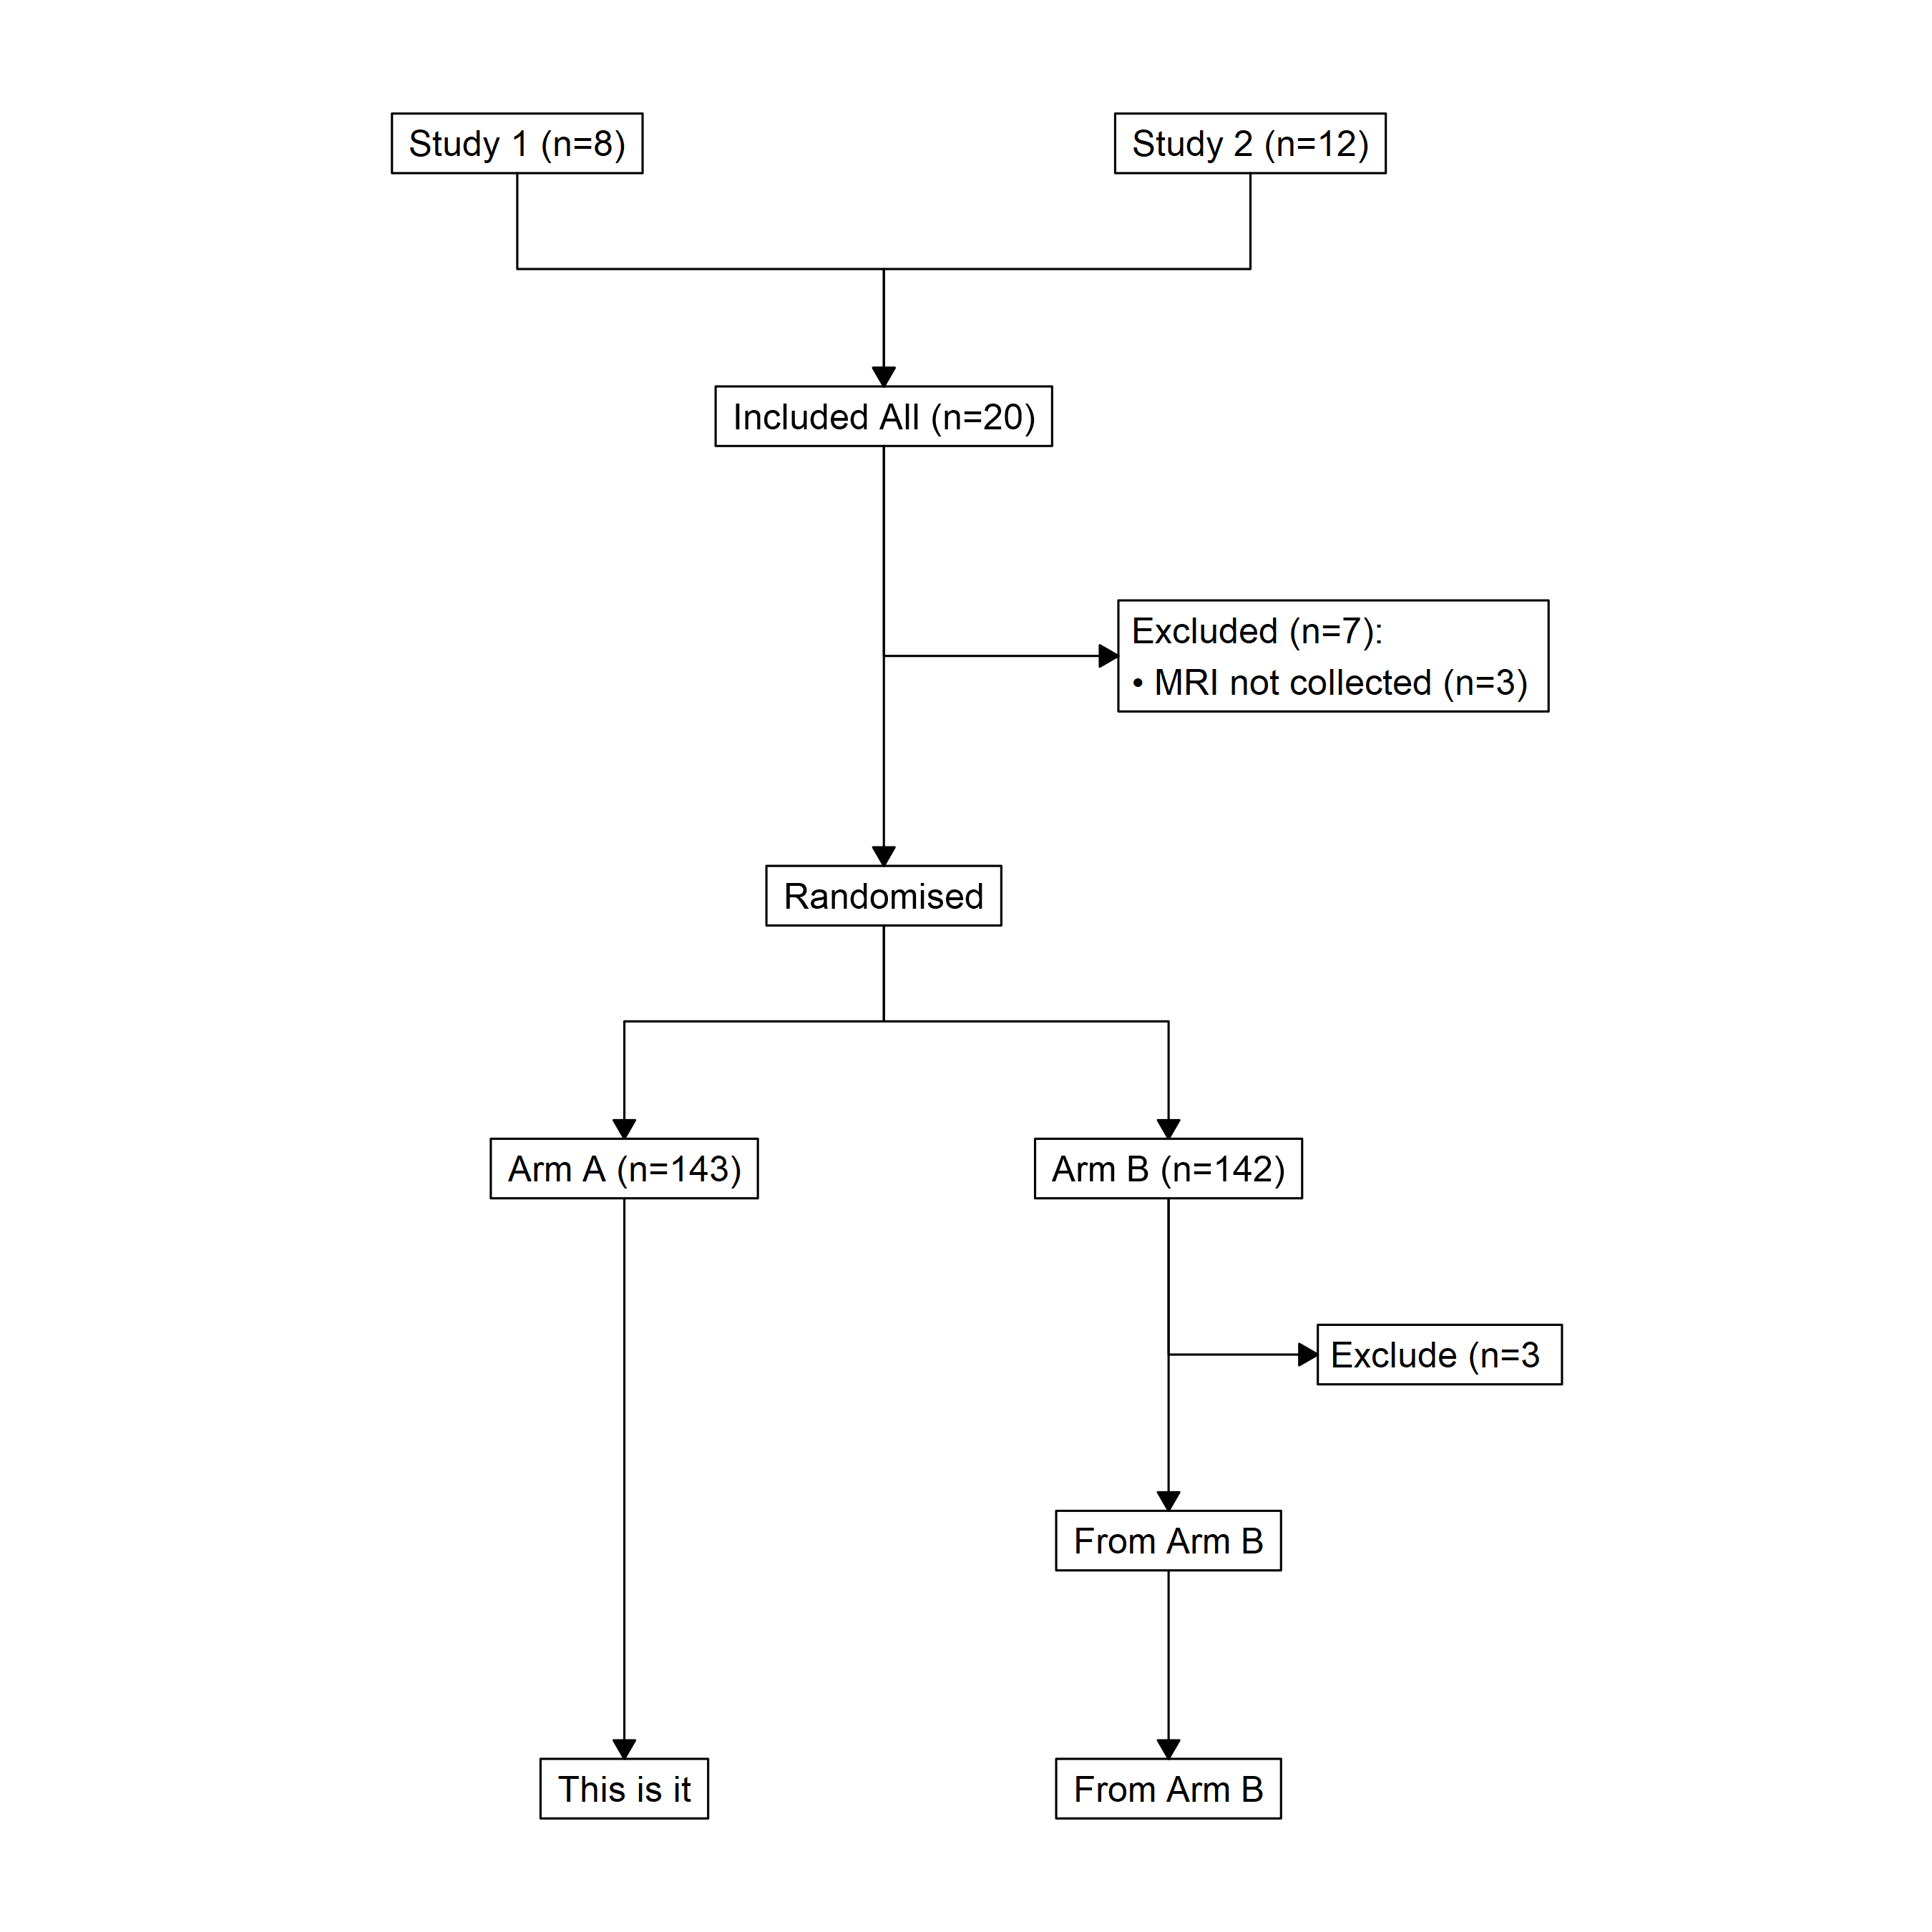 Study 1 (n=8)
Study 2 (n=12)
Included All (n=20)
Excluded (n=7):
• MRI not collected (n=3)
Randomised
Arm A (n=143)
Arm B (n=142)
Exclude (n=3
From Arm B
This is it
From Arm B